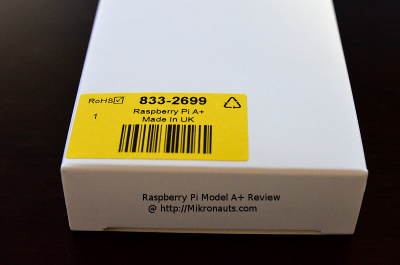 RoHS 833-2699
Raspberry Pi A+
1 Made In UK
Raspberry Pi Model A+ Review
@ http://Mikronauts.com